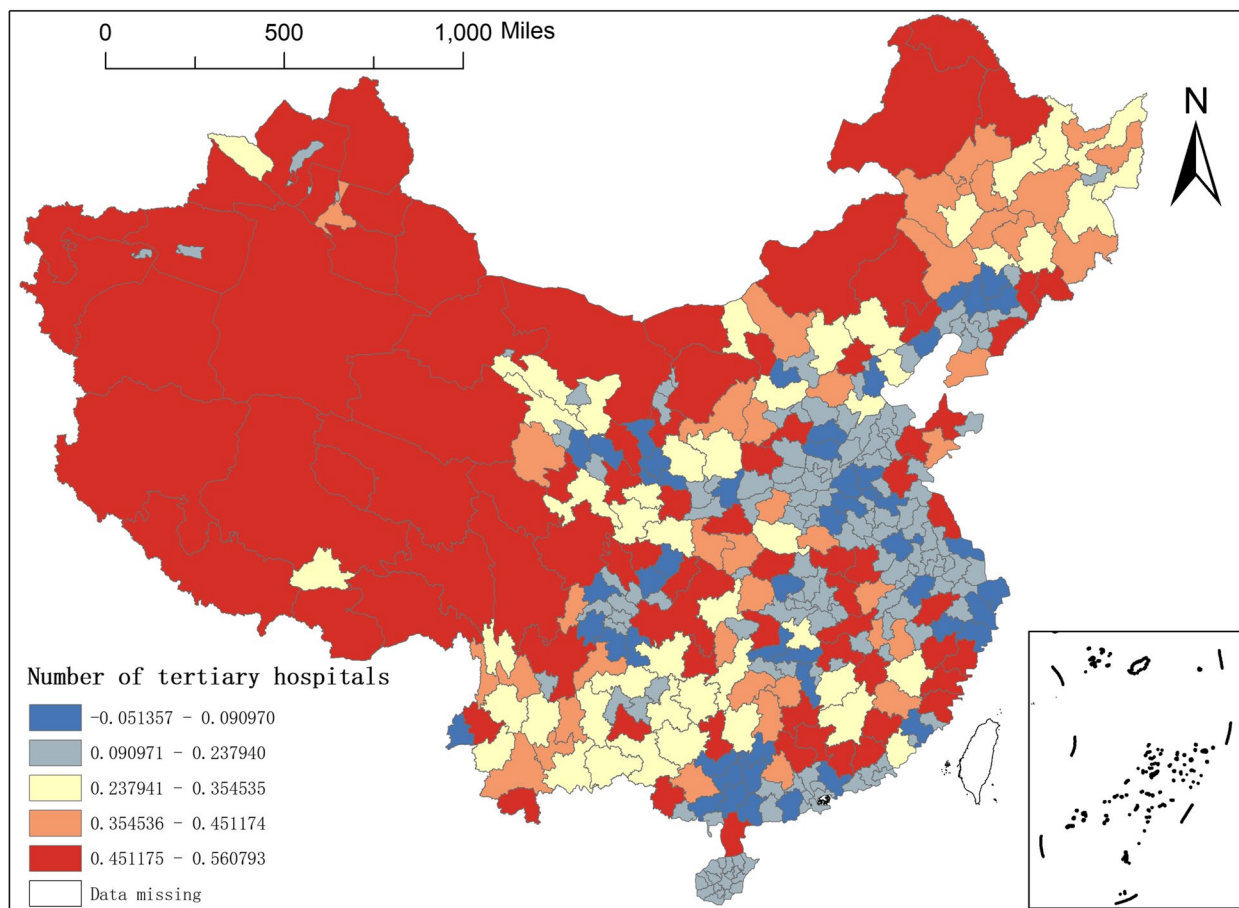 0 500 1,000 Miles
N
Number of tertiary hospitals
-0.051357 - 0.090970
0.090971 - 0.237940
0.237941 - 0.354535
0.354536 - 0.451174
0.451175 - 0.560793
Data missing